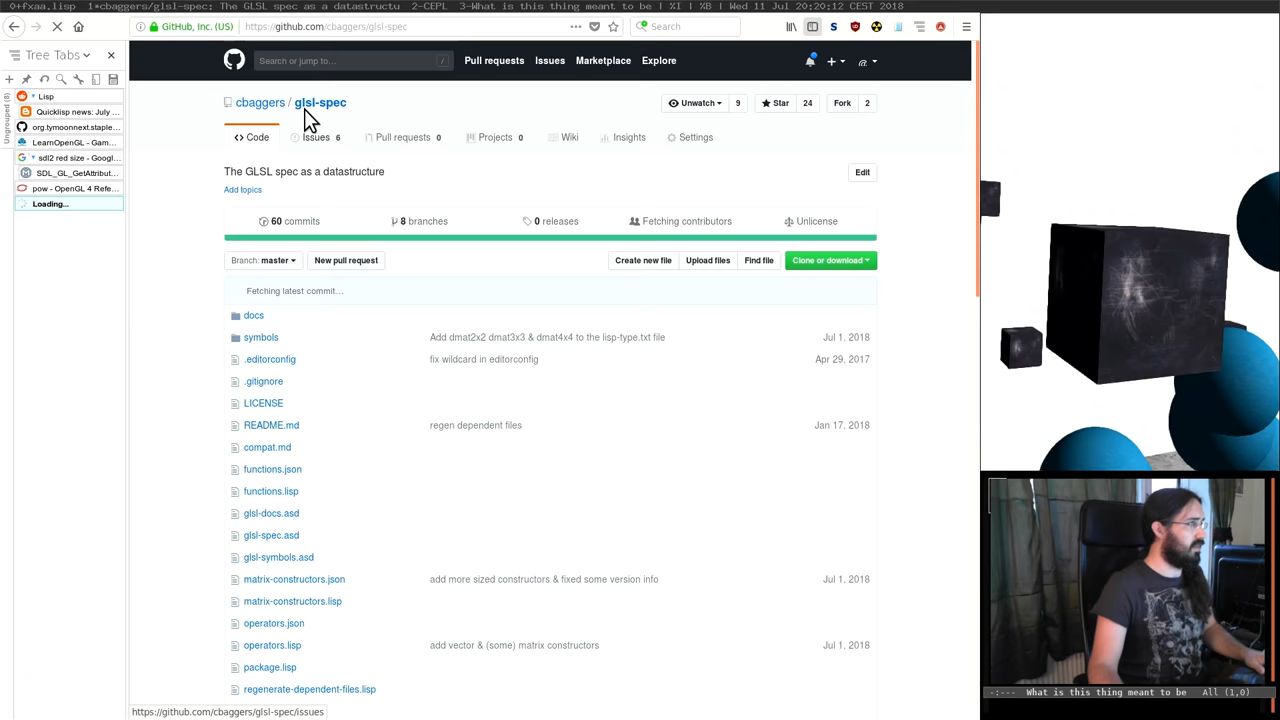 0+fxaa.lisp 1*cbaggers/glsl-spec: The GLSL spec as a datastructu 2-CEPL 3-What is this thing meant to be | %I | %B | Wed 11 Jul 20:20:12 CEST 2018
GitHub, Inc. (US) https://github.com/cbaggers/glsl-spec Search
Tree Tabs
Ungrouped (8)
Lisp
Quicklisp news: July ...
org.tymoonnext.staple...
LearnOpenGL - Gam...
sdl2 red size - Googl...
SDL_GL_GetAttribut...
pow - OpenGL 4 Refe...
Loading...
Search or jump to... / Pull requests Issues Marketplace Explore
cbaggers / glsl-spec Unwatch 9 Star 24 Fork 2
Code Issues 6 Pull requests 0 Projects 0 Wiki Insights Settings
The GLSL spec as a datastructure Edit
Add topics
60 commits 8 branches 0 releases Fetching contributors Unlicense
Branch: master New pull request Create new file Upload files Find file Clone or download
Fetching latest commit…
docs
symbols Add dmat2x2 dmat3x3 & dmat4x4 to the lisp-type.txt file Jul 1, 2018
.editorconfig fix wildcard in editorconfig Apr 29, 2017
.gitignore
LICENSE
README.md regen dependent files Jan 17, 2018
compat.md
functions.json
functions.lisp
glsl-docs.asd
glsl-spec.asd
glsl-symbols.asd
matrix-constructors.json add more sized constructors & fixed some version info Jul 1, 2018
matrix-constructors.lisp
operators.json
operators.lisp add vector & (some) matrix constructors Jul 1, 2018
package.lisp
regenerate-dependent-files.lisp
https://github.com/cbaggers/glsl-spec/issues
-:--- What is this thing meant to be All (1,0)